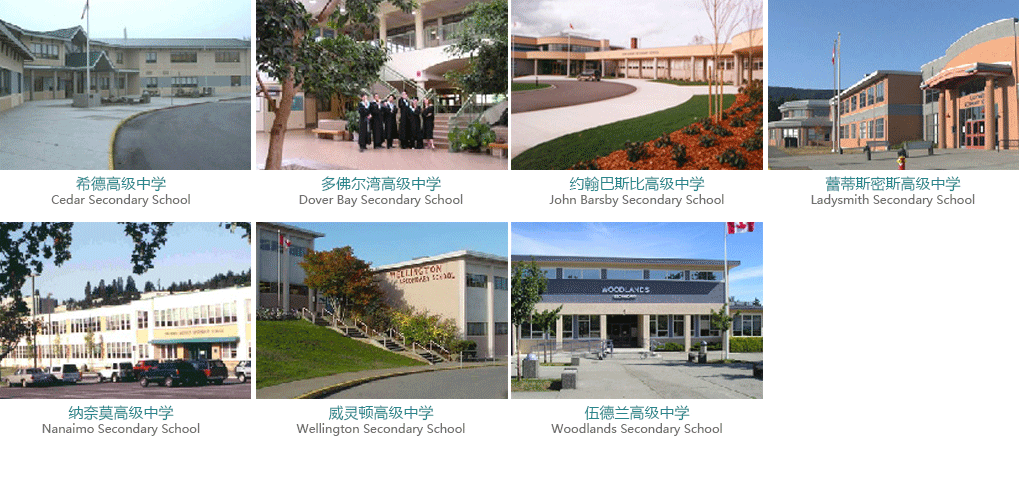 希德高级中学
Cedar Secondary School
多佛尔湾高级中学
Dover Bay Secondary School
约翰巴斯比高级中学
John Barsby Secondary School
蕾蒂斯密斯高级中学
Ladysmith Secondary School
WELLINGTON
SECONDARY SCHOOL
WOODLANDS
纳奈莫高级中学
Nanaimo Secondary School
威灵顿高级中学
Wellington Secondary School
伍德兰高级中学
Woodlands Secondary School